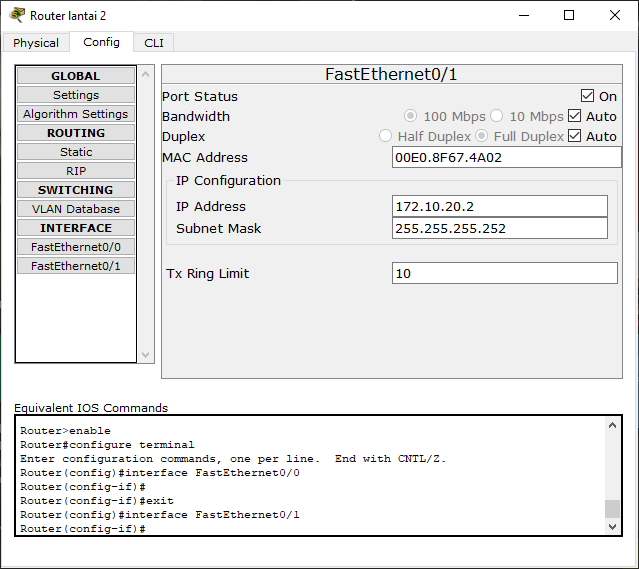 Router lantai 2
Physical Config CLI
GLOBAL
Settings
Algorithm Settings
ROUTING
Static
RIP
SWITCHING
VLAN Database
INTERFACE
FastEthernet0/0
FastEthernet0/1
FastEthernet0/1
Port Status On
Bandwidth 100 Mbps 10 Mbps Auto
Duplex Half Duplex Full Duplex Auto
MAC Address 00E0.8F67.4A02
IP Configuration
IP Address 172.10.20.2
Subnet Mask 255.255.255.252
Tx Ring Limit 10
Equivalent IOS Commands
Router>enable
Router#configure terminal
Enter configuration commands, one per line.  End with CNTL/Z.
Router(config)#interface FastEthernet0/0
Router(config-if)#
Router(config-if)#exit
Router(config)#interface FastEthernet0/1
Router(config-if)#